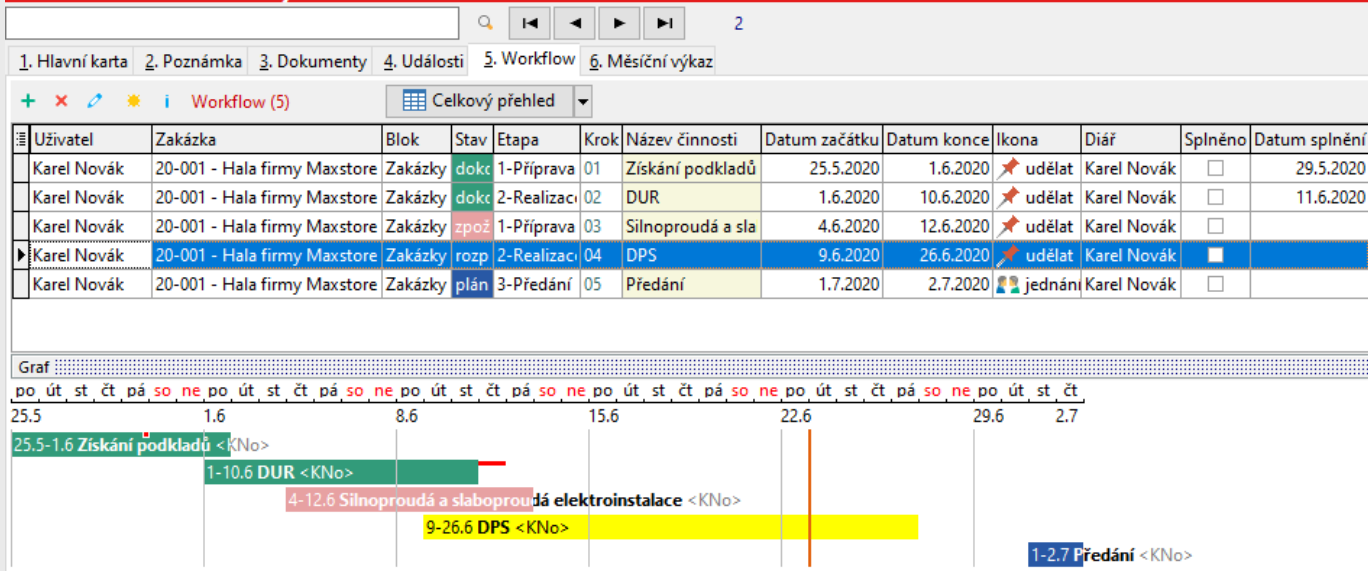 2
1. Hlavní karta 2. Poznámka 3. Dokumenty 4. Události 5. Workflow 6. Měsíční výkaz
Workflow (5) Celkový přehled
Uživatel Zakázka Blok Stav Etapa Krok Název činnosti Datum začátku Datum konce Ikona Diář Splněno Datum splnění
Karel Novák 20-001 - Hala firmy Maxstore Zakázky dokc 1-Příprava 01 Získání podkladů 25.5.2020 1.6.2020 udělat Karel Novák 29.5.2020
Karel Novák 20-001 - Hala firmy Maxstore Zakázky dokc 2-Realizac 02 DUR 1.6.2020 10.6.2020 udělat Karel Novák 11.6.2020
Karel Novák 20-001 - Hala firmy Maxstore Zakázky zpož 1-Příprava 03 Silnoproudá a sla 4.6.2020 12.6.2020 udělat Karel Novák
Karel Novák 20-001 - Hala firmy Maxstore Zakázky rozp 2-Realizac 04 DPS 9.6.2020 26.6.2020 udělat Karel Novák
Karel Novák 20-001 - Hala firmy Maxstore Zakázky plán 3-Předání 05 Předání 1.7.2020 2.7.2020 jednání Karel Novák
Graf
po út st čt pá so ne po út st čt pá so ne po út st čt pá so ne po út st čt pá so ne po út st čt pá so ne po út st čt
25.5 1.6 8.6 15.6 22.6 29.6 2.7
25.5-1.6 Získání podkladů <KNo>
1-10.6 DUR <KNo>
4-12.6 Silnoproudá a slaboproudá elektroinstalace <KNo>
9-26.6 DPS <KNo>
1-2.7 Předání <KNo>